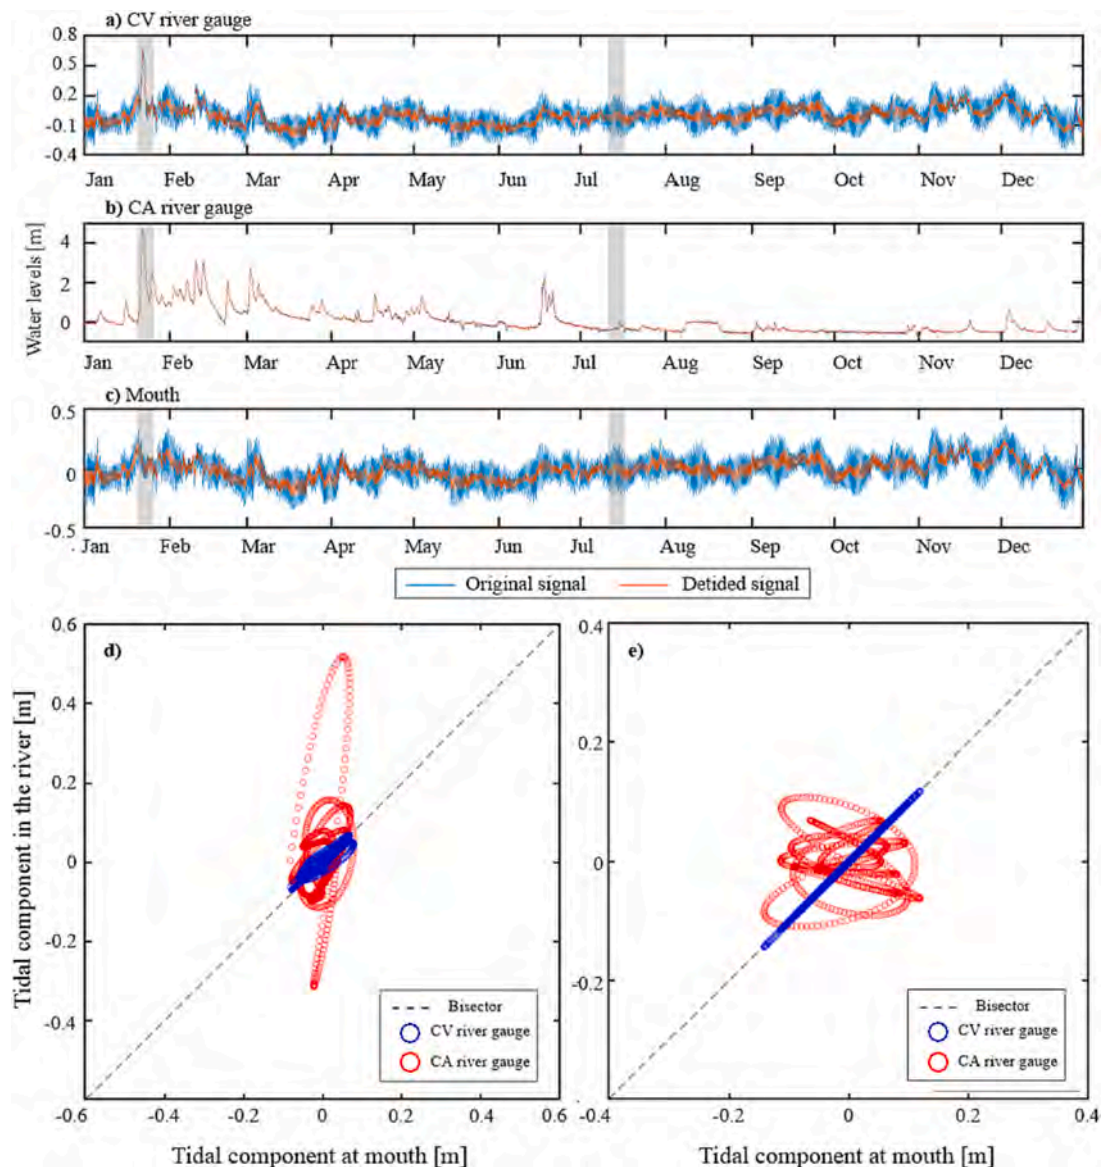 a) CV river gauge
0.8
0.5
0.2
-0.1
-0.4
Jan Feb Mar Apr May Jun Jul Aug Sep Oct Nov Dec
b) CA river gauge
Water levels [m]
4
2
0
Jan Feb Mar Apr May Jun Jul Aug Sep Oct Nov Dec
c) Mouth
0.5
0
-0.5
Jan Feb Mar Apr May Jun Jul Aug Sep Oct Nov Dec
Original signal Detided signal
d)
Tidal component in the river [m]
0.6
0.4
0.2
0
-0.2
-0.4
-0.6 -0.4 -0.2 0 0.2 0.4 0.6
Bisector
CV river gauge
CA river gauge
Tidal component at mouth [m]
e)
0.4
0.2
0
-0.2
-0.4 -0.2 0 0.2 0.4
Bisector
CV river gauge
CA river gauge
Tidal component at mouth [m]